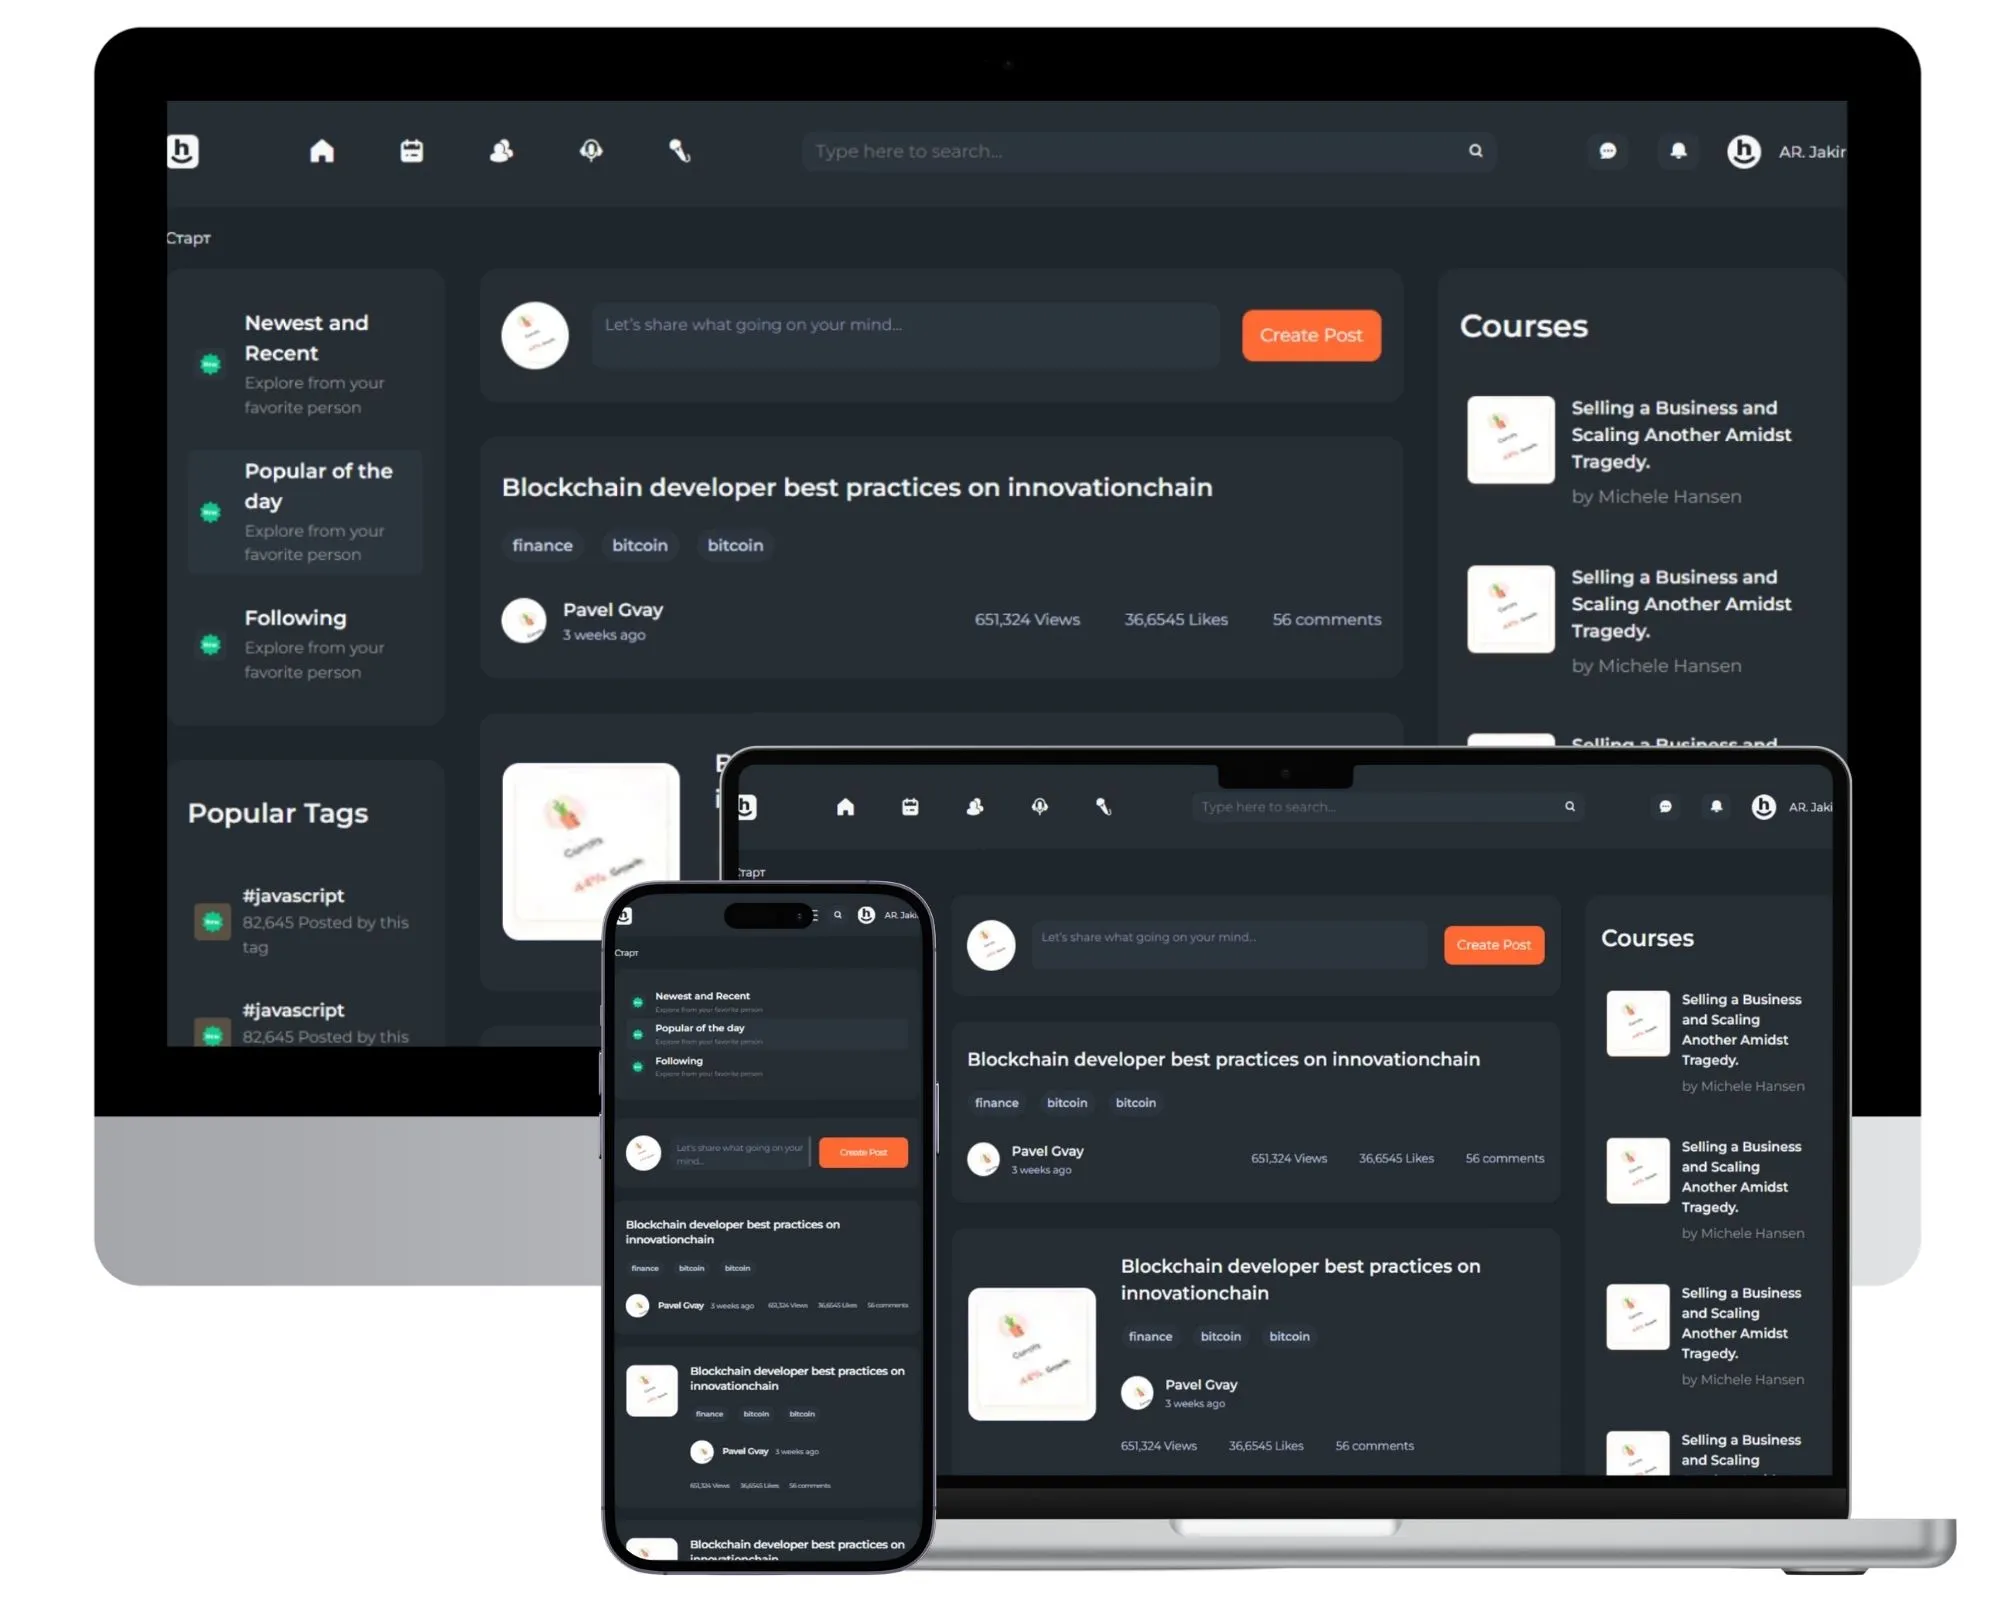 Type here to search...
AR. Jakir
Старт
Newest and
Recent
Explore from your
favorite person
Popular of the
day
Explore from your
favorite person
Following
Explore from your
favorite person
Popular Tags
#javascript
82,645 Posted by this
tag
#javascript
82,645 Posted by this
Let's share what going on your mind...
Create Post
Blockchain developer best practices on innovationchain
finance bitcoin bitcoin
Pavel Gvay
3 weeks ago
651,324 Views 36,6545 Likes 56 comments
Carrots
44% Growth
Courses
Selling a Business and
Scaling Another Amidst
Tragedy.
by Michele Hansen
Selling a Business and
Scaling Another Amidst
Tragedy.
by Michele Hansen
Selling a Business and
Type here to search...
AR. Jaki
тарт
Let's share what going on your mind...
Create Post
Blockchain developer best practices on innovationchain
finance bitcoin bitcoin
Pavel Gvay
3 weeks ago
651,324 Views 36,6545 Likes 56 comments
Blockchain developer best practices on
innovationchain
finance bitcoin bitcoin
Pavel Gvay
3 weeks ago
651,324 Views 36,6545 Likes 56 comments
Carrots
44% Growth
Courses
Selling a Business
and Scaling
Another Amidst
Tragedy.
by Michele Hansen
Selling a Business
and Scaling
Another Amidst
Tragedy.
by Michele Hansen
Selling a Business
and Scaling
Another Amidst
Tragedy.
by Michele Hansen
Selling a Business
and Scaling
AR. Jaki
Старт
Newest and Recent
Explore from your favorite person
Popular of the day
Explore from your favorite person
Following
Explore from your favorite person
Let's share what going on your
mind...
Create Post
Blockchain developer best practices on
innovationchain
finance bitcoin bitcoin
Pavel Gvay 3 weeks ago 651,324 Views 36,6545 Likes 56 comments
Blockchain developer best practices on
innovationchain
finance bitcoin bitcoin
Pavel Gvay 3 weeks ago
651,324 Views 36,6545 Likes 56 comments
Blockchain developer best practices on
innovationchain